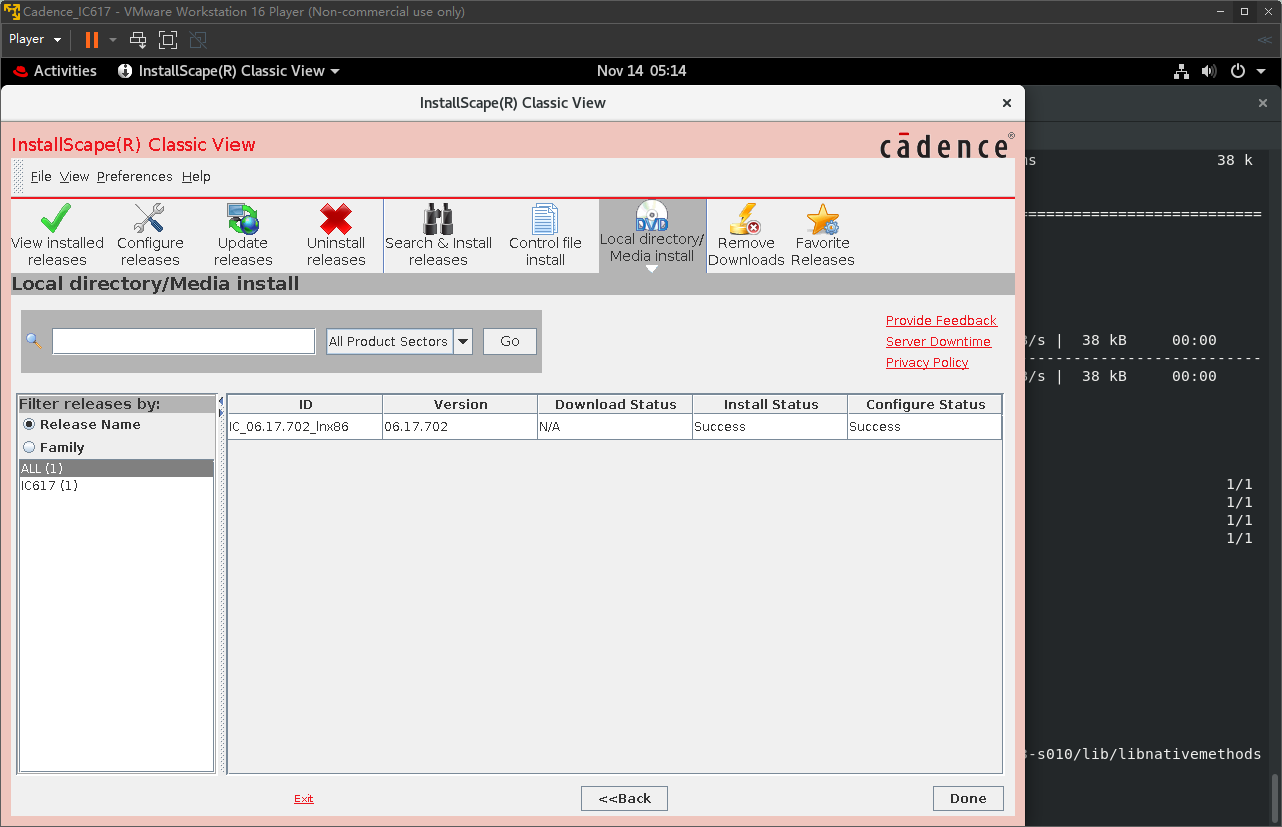 Cadence_IC617 - VMware Workstation 16 Player (Non-commercial use only)
Player
Activities
InstallScape(R) Classic View
Nov 14 05:14
InstallScape(R) Classic View
InstallScape(R) Classic View
cādence®
File View Preferences Help
View installed releases
Configure releases
Update releases
Uninstall releases
Search & Install releases
Control file install
DVD
Local directory/ Media install
Remove Downloads
Favorite Releases
Local directory/Media install
All Product Sectors
Go
Provide Feedback
Server Downtime
Privacy Policy
Filter releases by:
Release Name
Family
ALL (1)
IC617 (1)
ID Version Download Status Install Status Configure Status
IC_06.17.702_lnx86 06.17.702 N/A Success Success
Exit
<<Back
Done
38 k
==========================
/s | 38 kB 00:00
--------------------------
/s | 38 kB 00:00
1/1
1/1
1/1
1/1
-s010/lib/libnativemethods